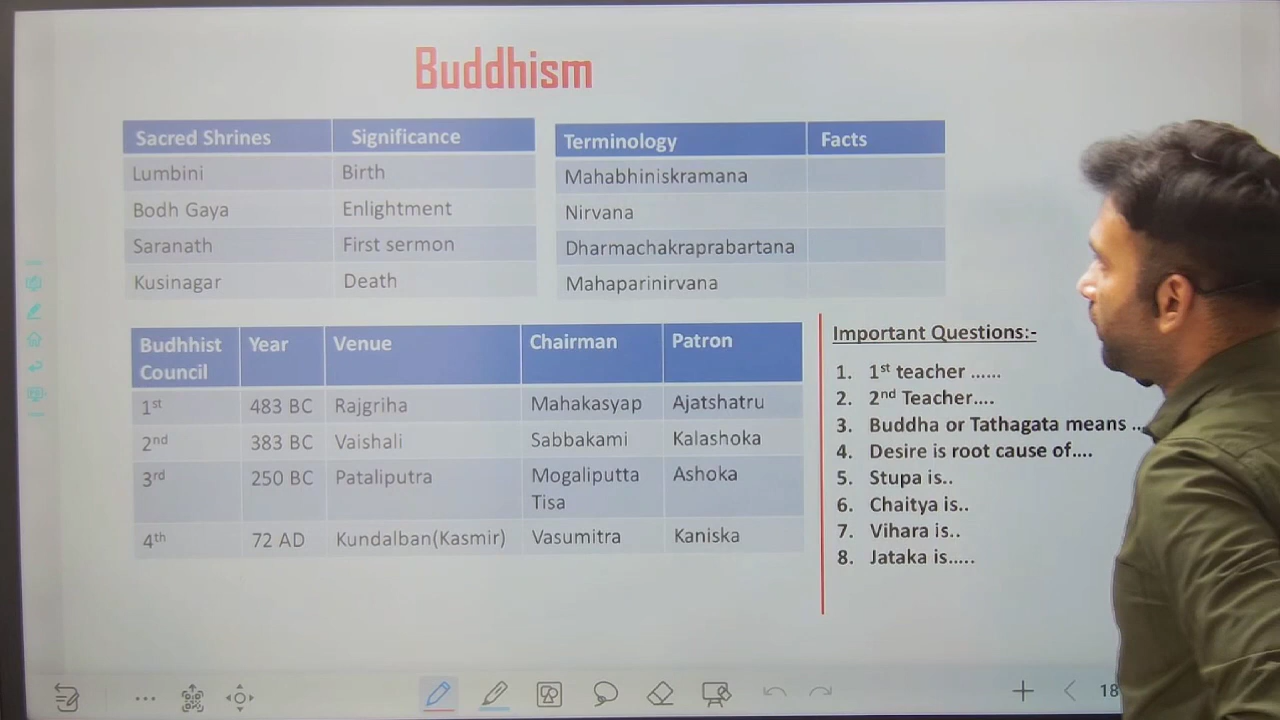 Buddhism
Sacred Shrines Significance
Lumbini Birth
Bodh Gaya Enlightment
Saranath First sermon
Kusinagar Death
Terminology Facts
Mahabhiniskramana
Nirvana
Dharmachakraprabartana
Mahaparinirvana
Budhhist Council Year Venue Chairman Patron
1st 483 BC Rajgriha Mahakasyap Ajatshatru
2nd 383 BC Vaishali Sabbakami Kalashoka
3rd 250 BC Pataliputra Mogaliputta Tisa Ashoka
4th 72 AD Kundalban(Kasmir) Vasumitra Kaniska
Important Questions:-
1. 1st teacher ......
2. 2nd Teacher....
3. Buddha or Tathagata means ..
4. Desire is root cause of....
5. Stupa is..
6. Chaitya is..
7. Vihara is..
8. Jataka is.....
18